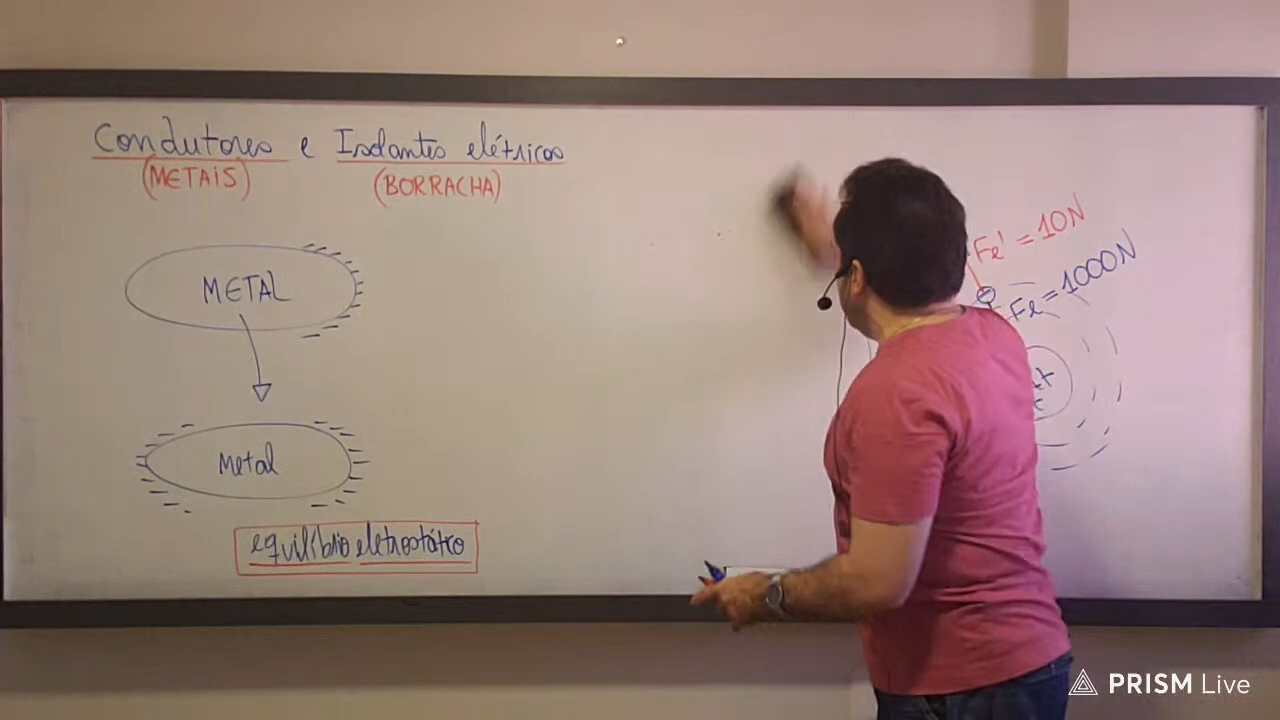 Condutores e Isolantes elétricos
(METAIS) (BORRACHA)
METAL
Metal
equilíbrio eletrostático
Fe' = 10N
Fe = 1000N
PRISM Live